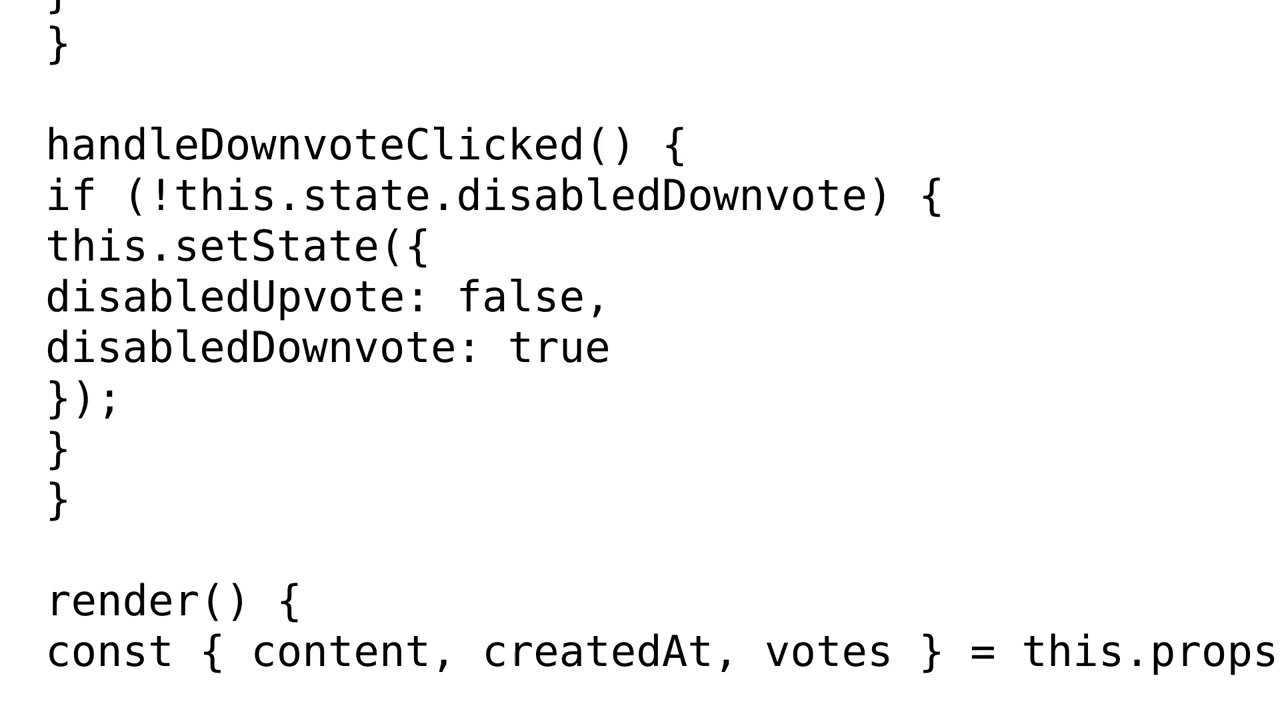 }
}

handleDownvoteClicked() {
if (!this.state.disabledDownvote) {
this.setState({
disabledUpvote: false,
disabledDownvote: true
});
}
}

render() {
const { content, createdAt, votes } = this.props